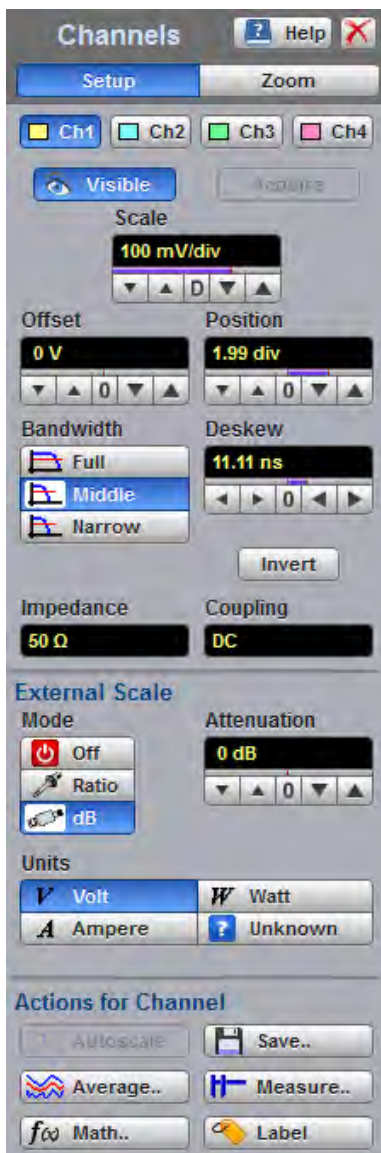 Channels Help
Setup Zoom
Ch1 Ch2 Ch3 Ch4
Visible Acquire
Scale
100 mV/div
D
Offset Position
0 V 1.99 div
0 0
Bandwidth Deskew
Full 11.11 ns
Middle 0
Narrow
Invert
Impedance Coupling
50 Ω DC
External Scale
Mode Attenuation
Off 0 dB
Ratio 0
dB
Units
V Volt W Watt
A Ampere ? Unknown
Actions for Channel
Autoscale Save..
Average.. Measure..
f(ω) Math.. Label